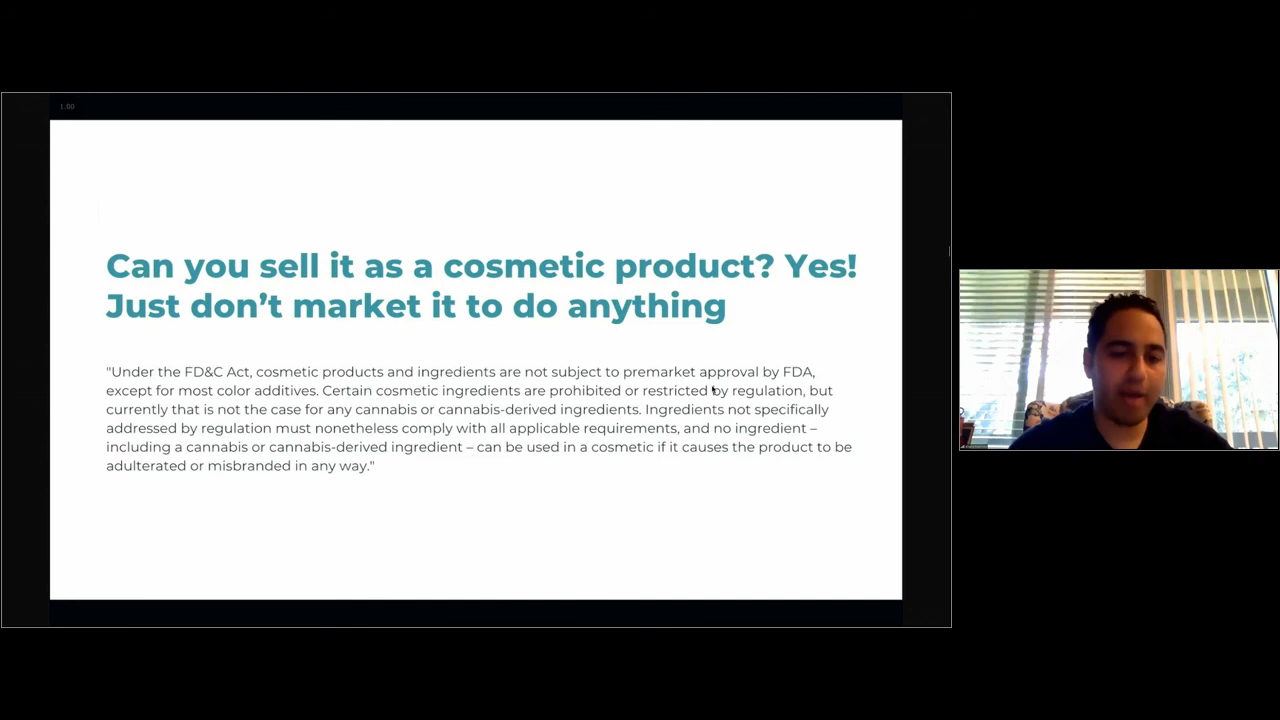 1.00
Can you sell it as a cosmetic product? Yes!
Just don’t market it to do anything
"Under the FD&C Act, cosmetic products and ingredients are not subject to premarket approval by FDA,
except for most color additives. Certain cosmetic ingredients are prohibited or restricted by regulation, but
currently that is not the case for any cannabis or cannabis-derived ingredients. Ingredients not specifically
addressed by regulation must nonetheless comply with all applicable requirements, and no ingredient –
including a cannabis or cannabis-derived ingredient – can be used in a cosmetic if it causes the product to be
adulterated or misbranded in any way."